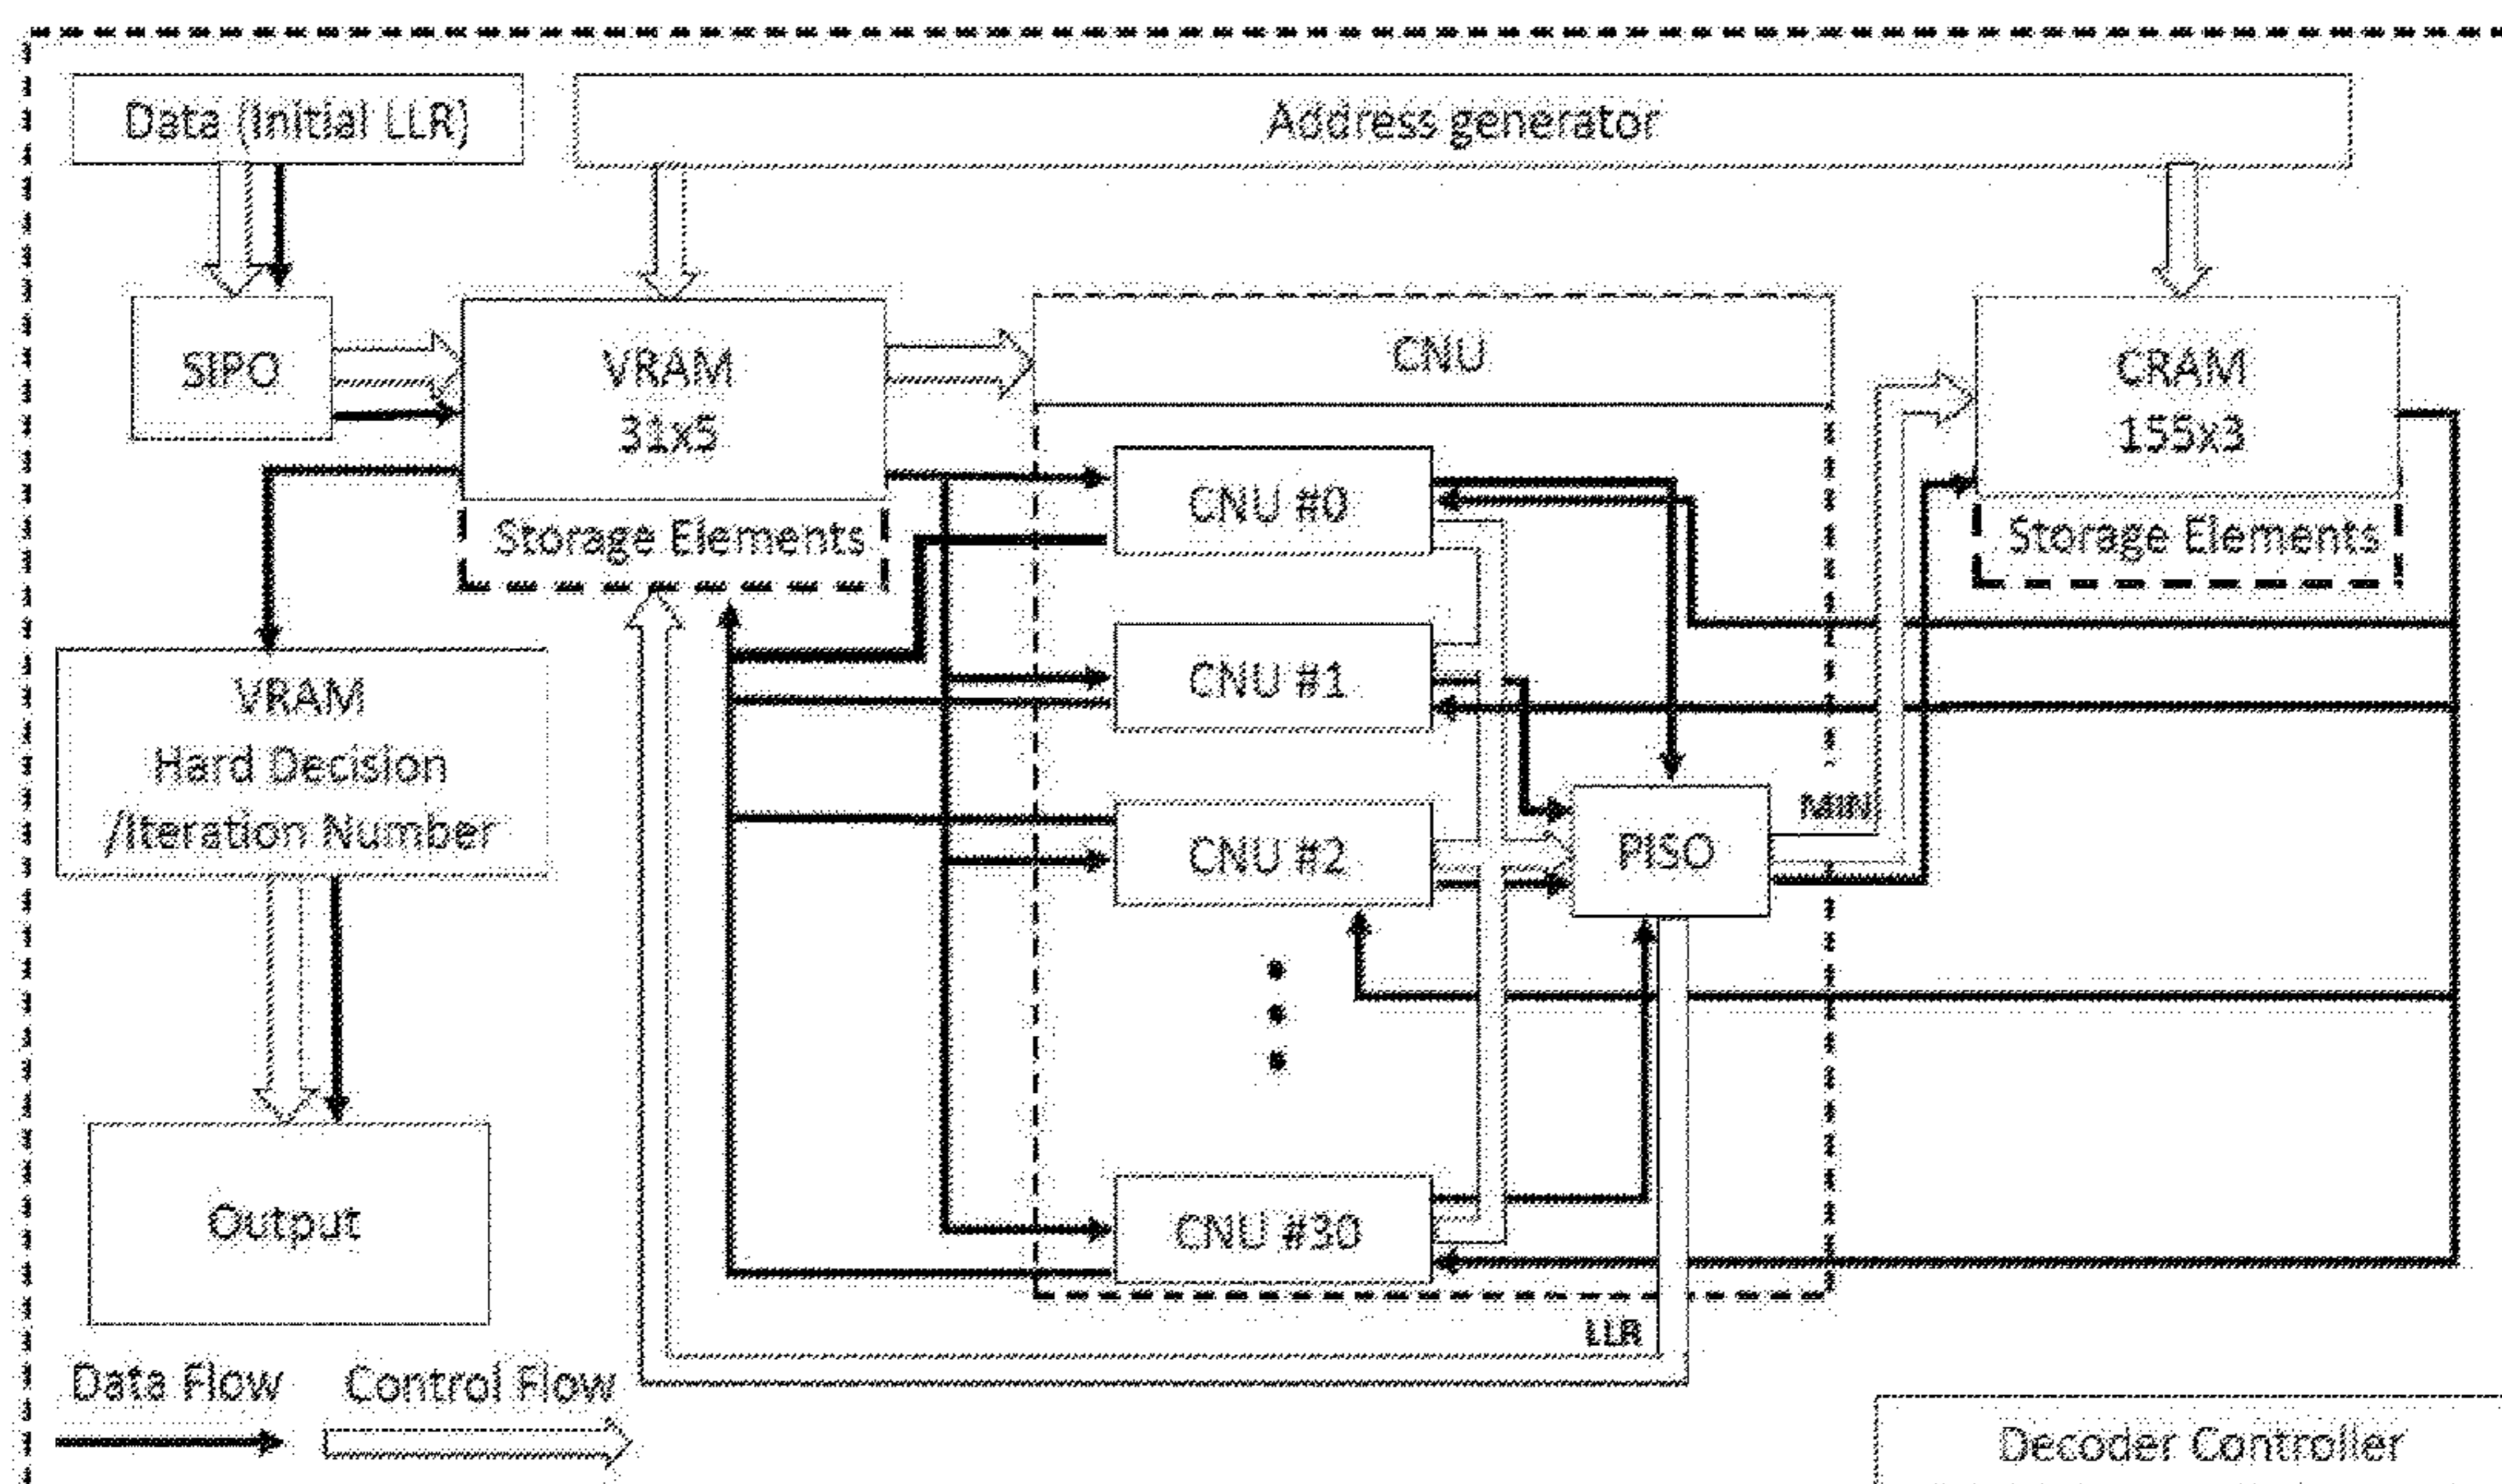 Data (Initial LLR)
Address generator
SIPO
VRAM
31x5
Storage Elements
CNU
CRAM
155x3
Storage Elements
CNU #0
CNU #1
CNU #2
CNU #30
PISO
MIN
LLR
VRAM
Hard Decision
/Iteration Number
Output
Data Flow
Control Flow
Decoder Controller